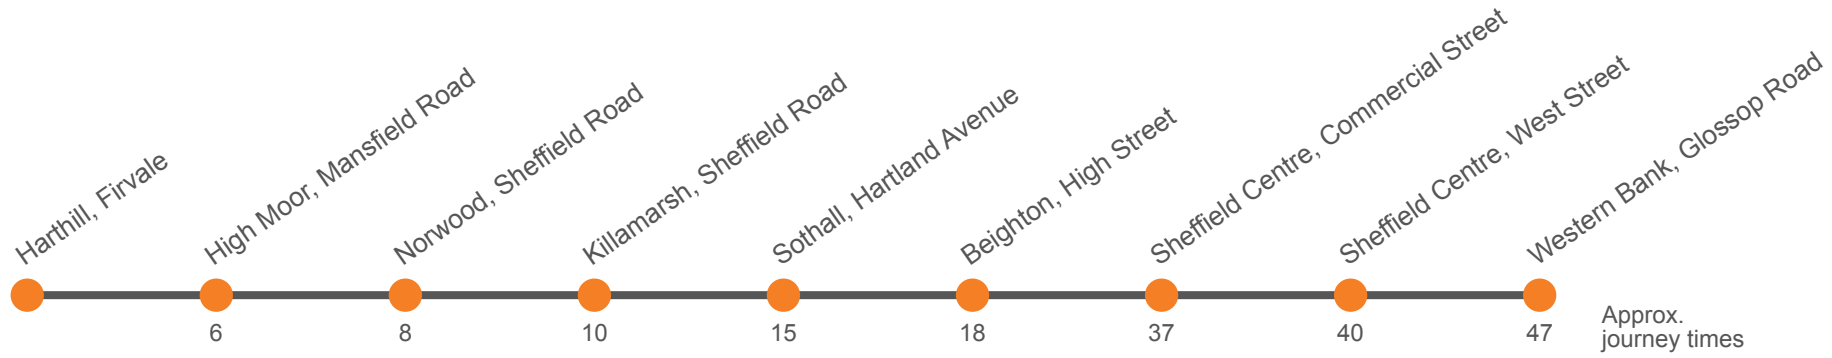 Harthill, Firvale
High Moor, Mansfield Road
Norwood, Sheffield Road
Killamarsh, Sheffield Road
Sothall, Hartland Avenue
Beighton, High Street
Sheffield Centre, Commercial Street
Sheffield Centre, West Street
Western Bank, Glossop Road
6
8
10
15
18
37
40
47
Approx.
journey times